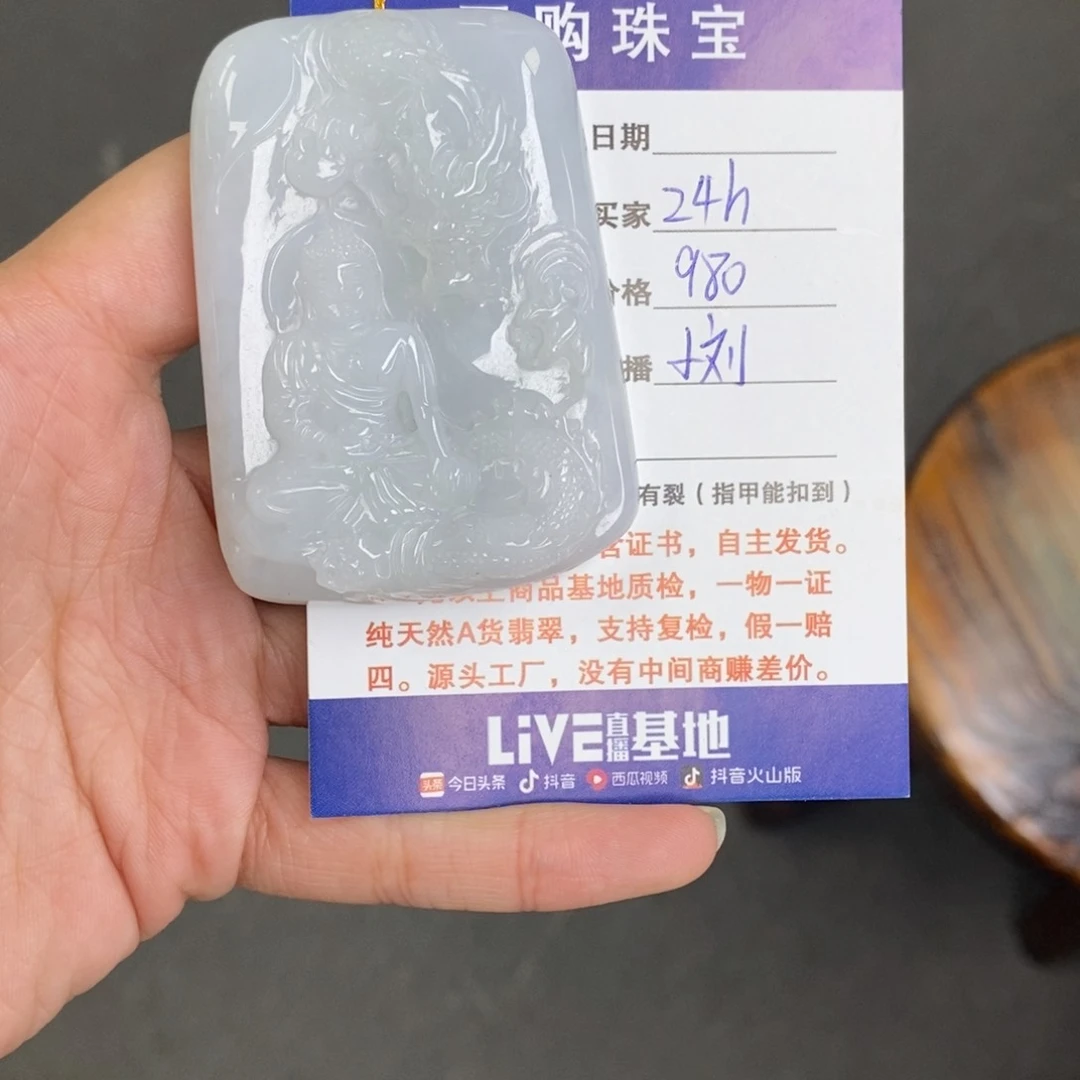 购珠宝
日期
买家 24h
格 980
播 小刘
有裂（指甲能扣到）
含证书，自主发货。
以上商品基地质检，一物一证
纯天然A货翡翠，支持复检，假一赔
四。源头工厂，没有中间商赚差价。
LiVE直播基地
头条 今日头条 抖音 西瓜视频 抖音火山版